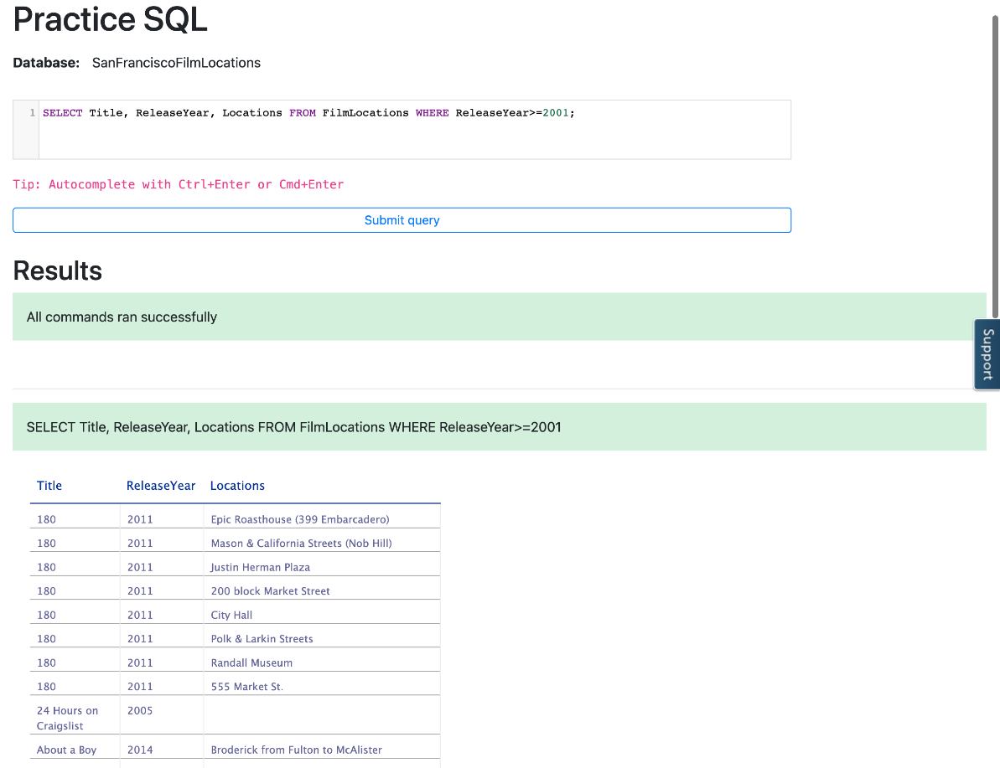 Practice SQL
Database: SanFranciscoFilmLocations
1 SELECT Title, ReleaseYear, Locations FROM FilmLocations WHERE ReleaseYear>=2001;
Tip: Autocomplete with Ctrl+Enter or Cmd+Enter
Submit query
Results
All commands ran successfully
Support
SELECT Title, ReleaseYear, Locations FROM FilmLocations WHERE ReleaseYear>=2001
Title ReleaseYear Locations
180 2011 Epic Roasthouse (399 Embarcadero)
180 2011 Mason & California Streets (Nob Hill)
180 2011 Justin Herman Plaza
180 2011 200 block Market Street
180 2011 City Hall
180 2011 Polk & Larkin Streets
180 2011 Randall Museum
180 2011 555 Market St.
24 Hours on 2005
Craigslist
About a Boy 2014 Broderick from Fulton to McAlister